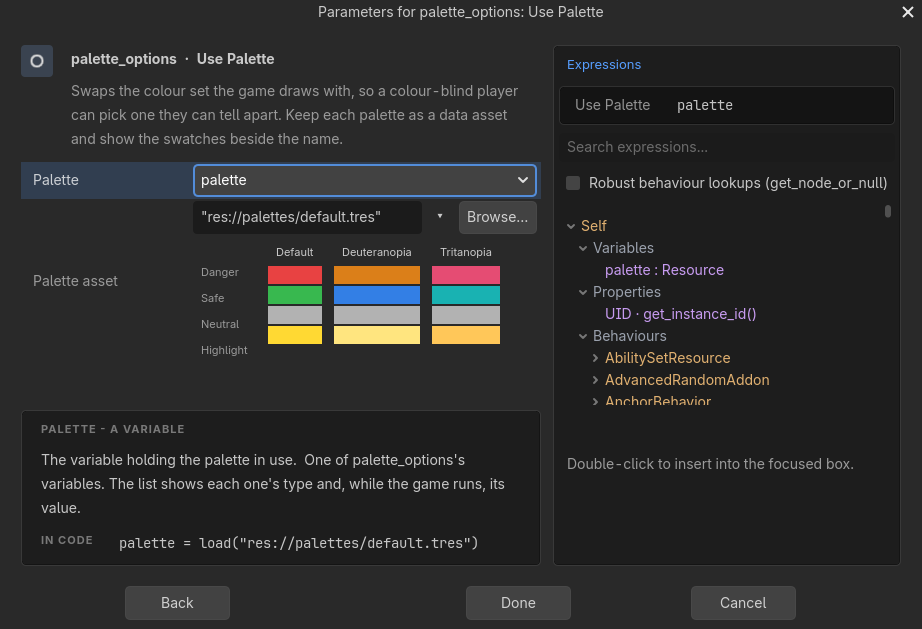 Parameters for palette_options: Use Palette
palette_options · Use Palette
Swaps the colour set the game draws with, so a colour-blind player
can pick one they can tell apart. Keep each palette as a data asset
and show the swatches beside the name.
Palette
palette
"res://palettes/default.tres"
Browse...
Palette asset
Default Deuteranopia Tritanopia
Danger
Safe
Neutral
Highlight
PALETTE - A VARIABLE
The variable holding the palette in use.  One of palette_options's
variables. The list shows each one's type and, while the game runs, its
value.
IN CODE palette = load("res://palettes/default.tres")
Expressions
Use Palette palette
Search expressions...
Robust behaviour lookups (get_node_or_null)
Self
Variables
palette : Resource
Properties
UID · get_instance_id()
Behaviours
AbilitySetResource
AdvancedRandomAddon
AnchorBehavior
Double-click to insert into the focused box.
Back
Done
Cancel